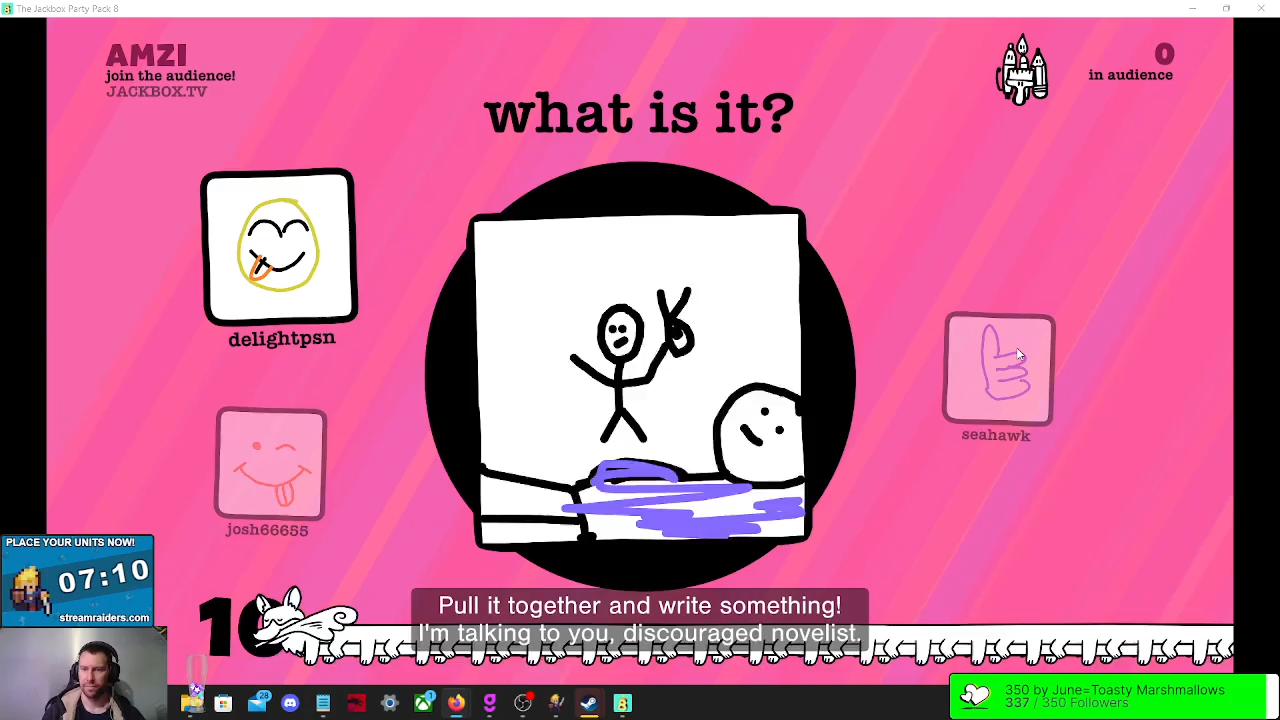 The Jackbox Party Pack 8
AMZI
join the audience!
JACKBOX.TV
0
in audience
what is it?
delightpsn
josh66655
seahawk
PLACE YOUR UNITS NOW!
07:10
streamraiders.com
10
Pull it together and write something!
I'm talking to you, discouraged novelist.
28
1
350 by June=Toasty Marshmallows
337 / 350 Followers